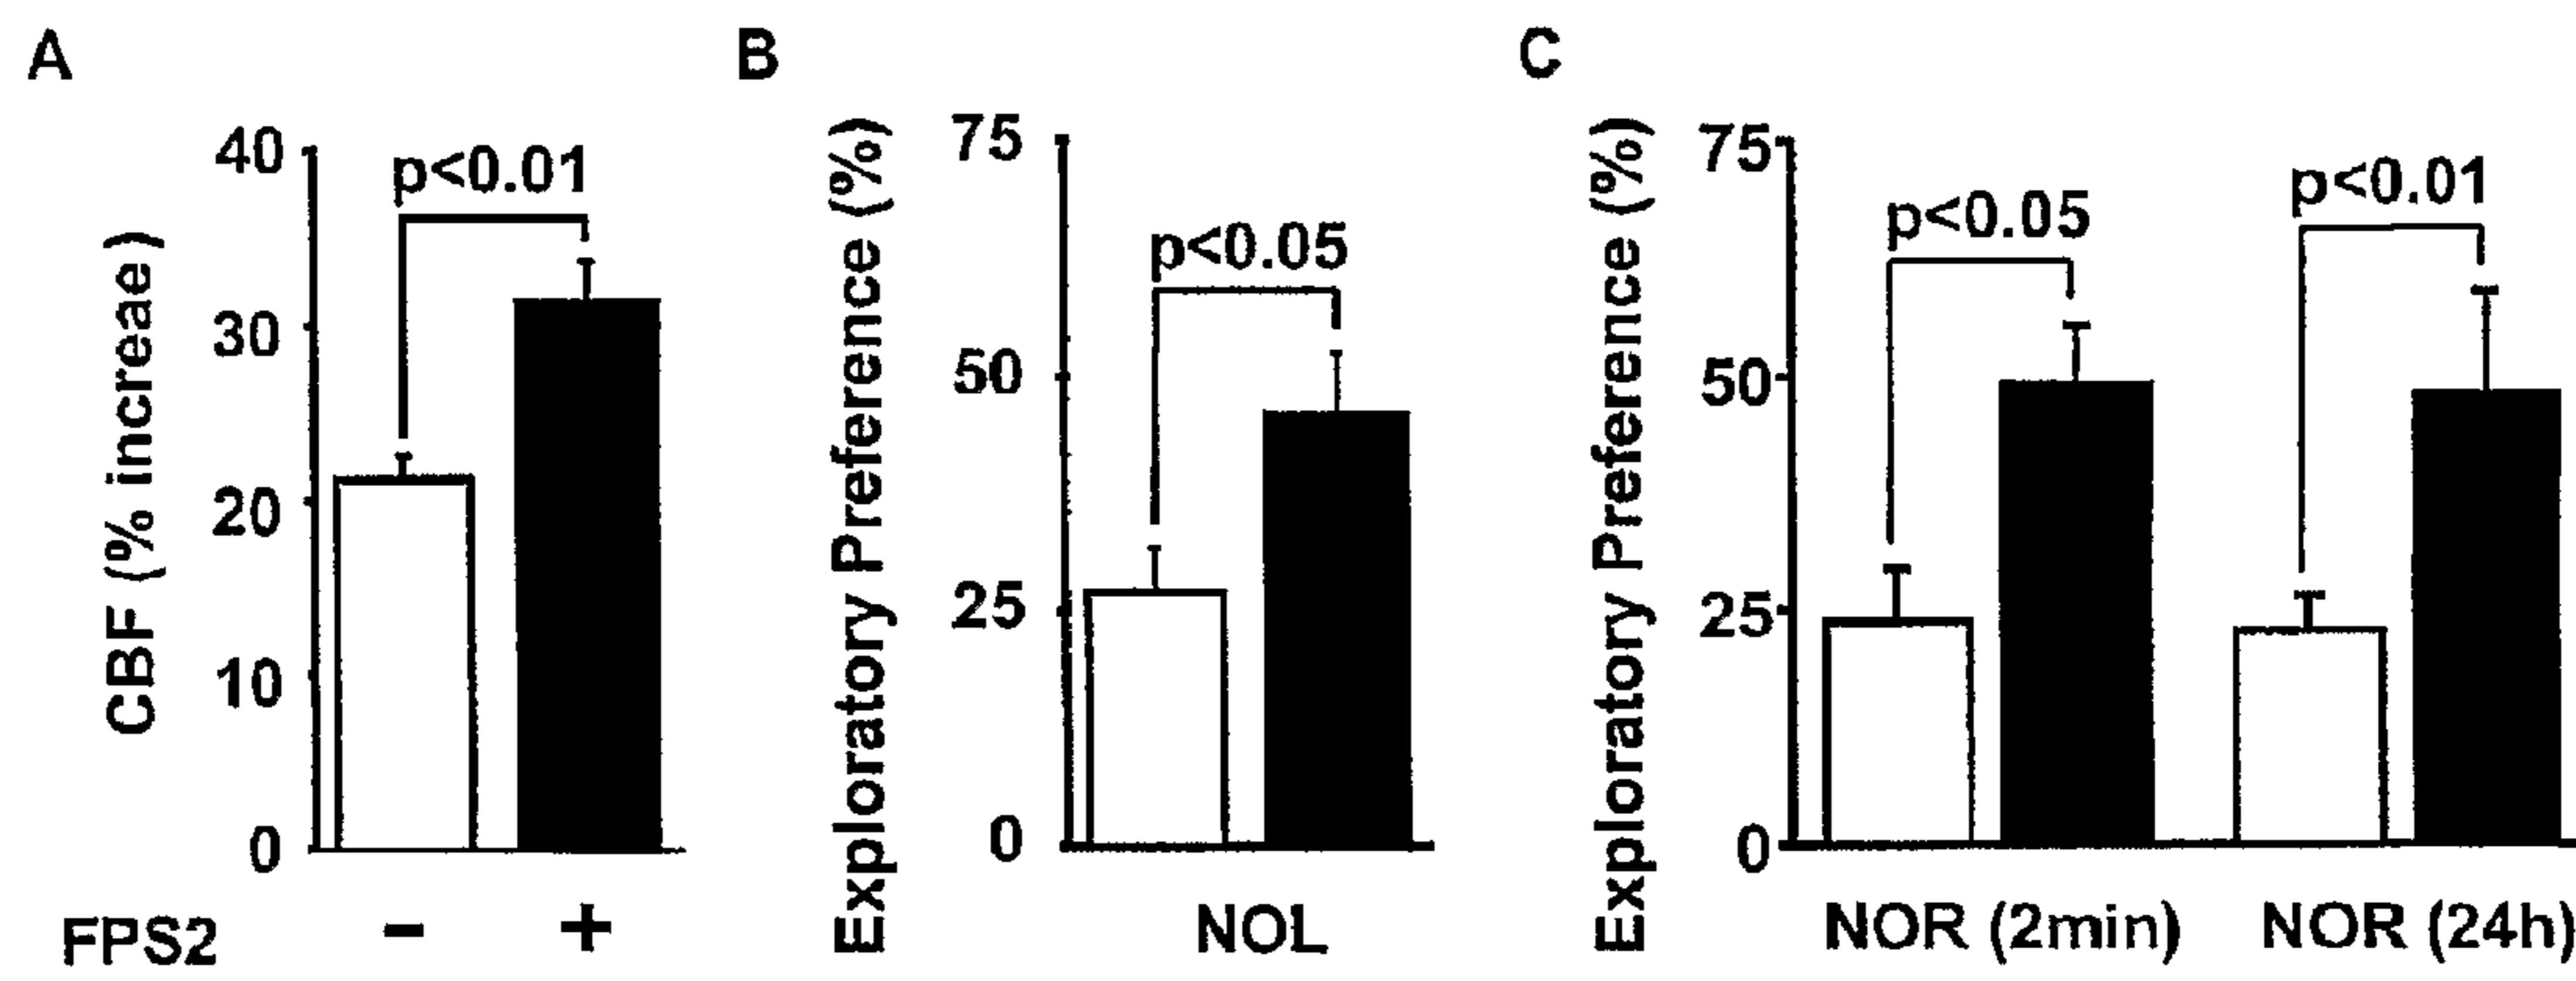 A
CBF (% increae)
40
30
20
10
0
p<0.01
FPS2 - +
B
Exploratory Preference (%)
75
50
25
0
p<0.05
NOL
C
Exploratory Preference (%)
75
50
25
0
p<0.05
p<0.01
NOR (2min) NOR (24h)